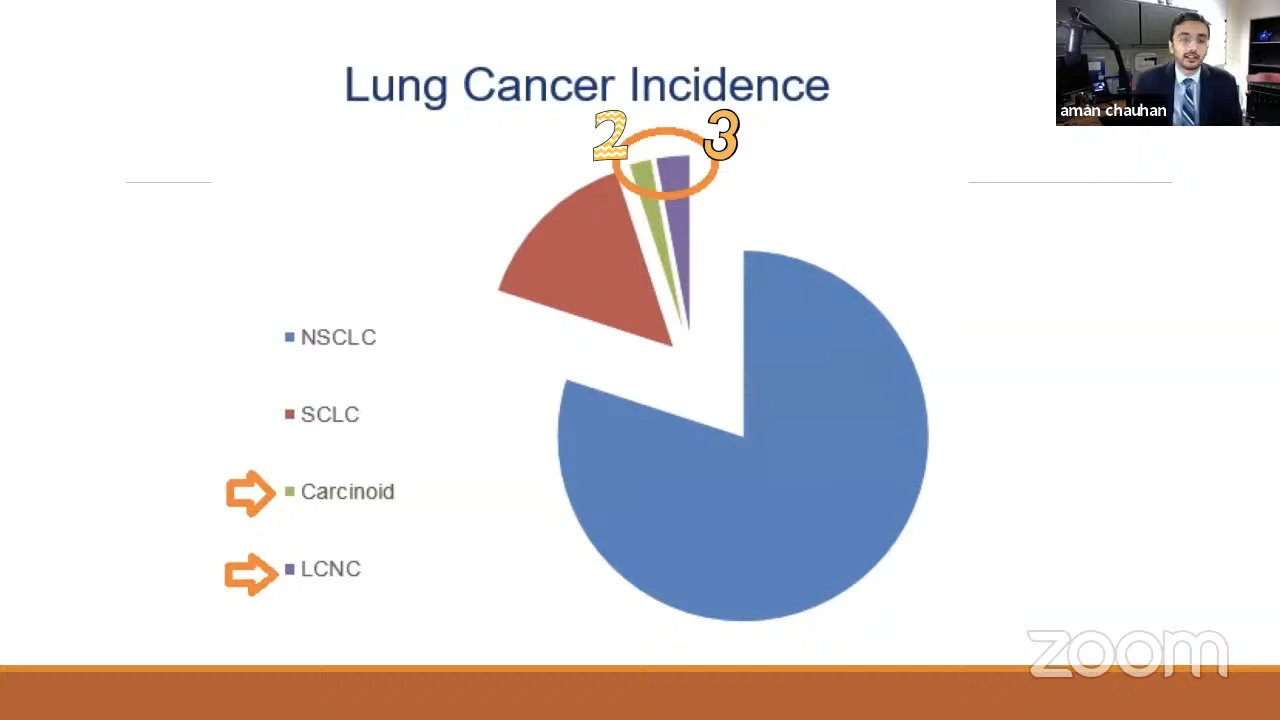 Lung Cancer Incidence
aman chauhan
2 3
NSCLC
SCLC
Carcinoid
LCNC
zoom